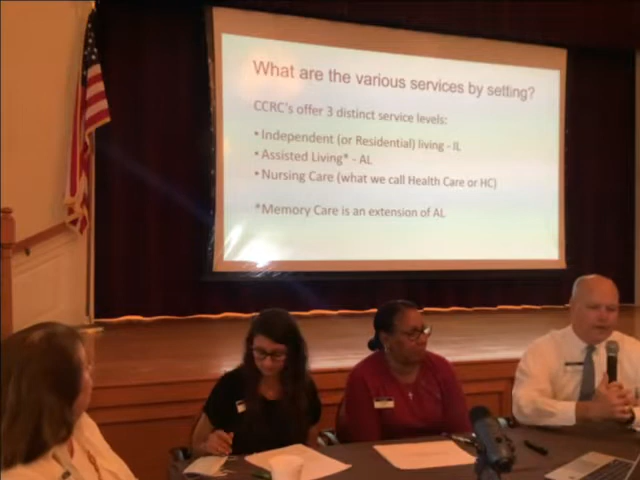 What are the various services by setting?
CCRC's offer 3 distinct service levels:
• Independent (or Residential) living - IL
• Assisted Living* - AL
• Nursing Care (what we call Health Care or HC)
*Memory Care is an extension of AL